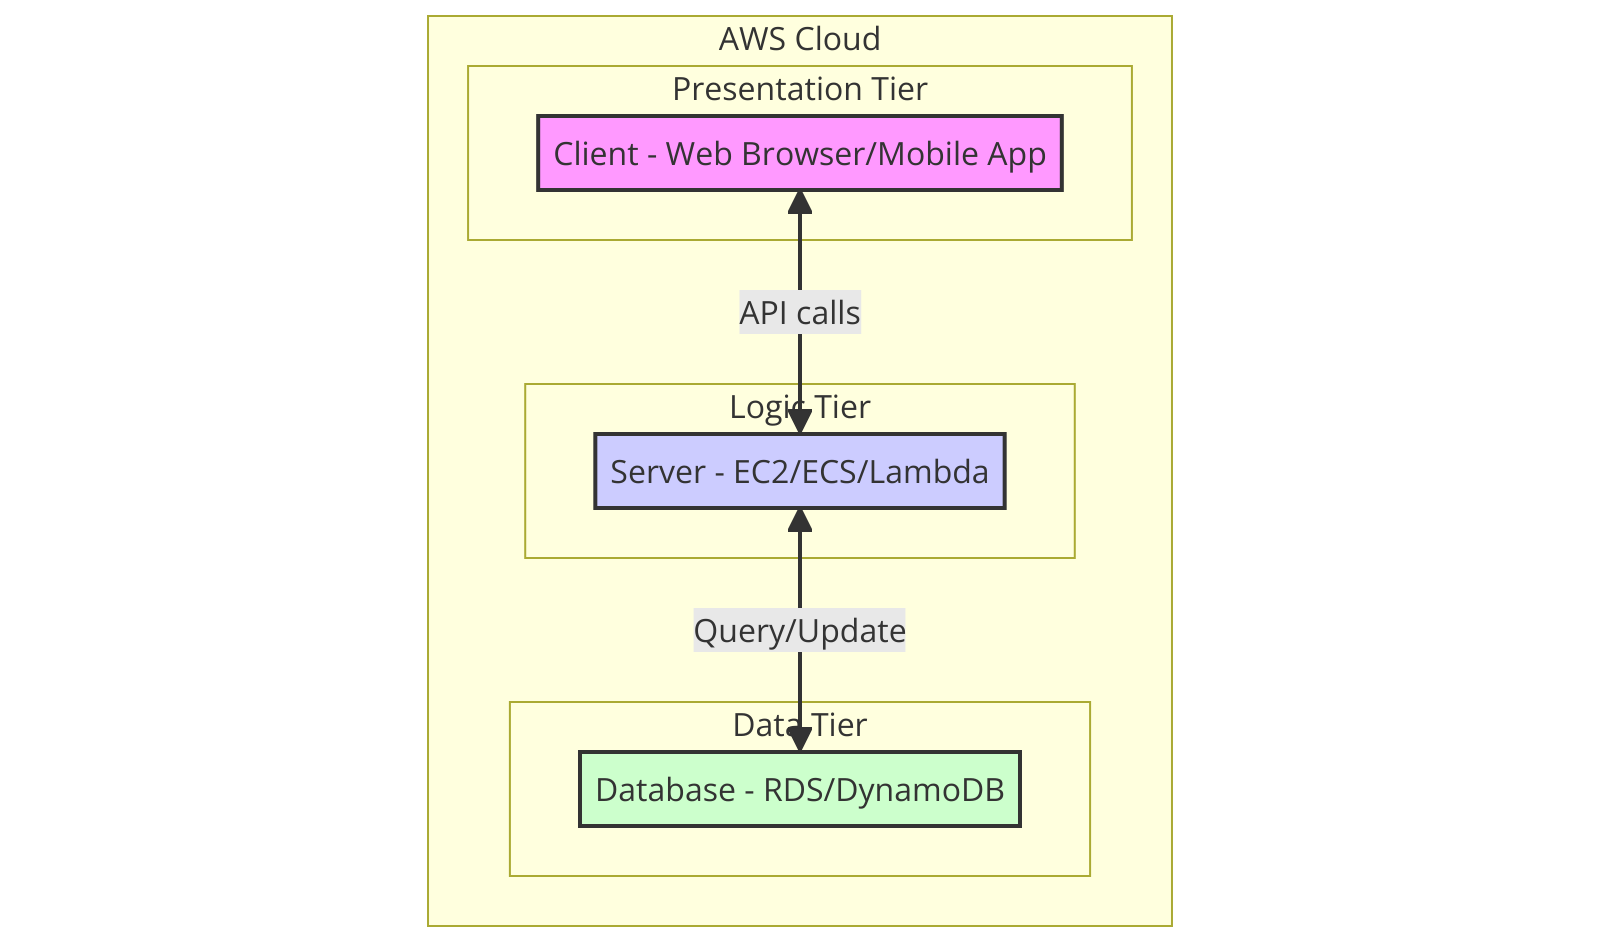 AWS Cloud
Presentation Tier
Client - Web Browser/Mobile App
API calls
Logic Tier
Server - EC2/ECS/Lambda
Query/Update
Data Tier
Database - RDS/DynamoDB